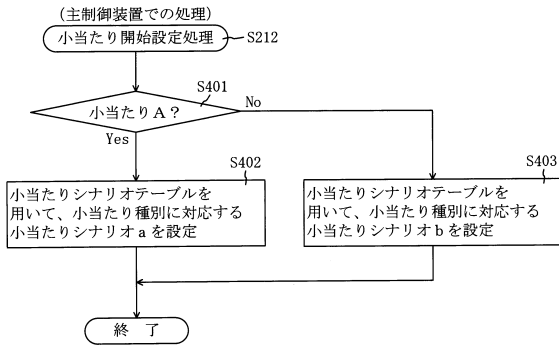 (主制御装置での処理)
小当たり開始設定処理
S212
S401
小当たりA?
No
Yes
S402
小当たりシナリオテーブルを
用いて、小当たり種別に対応する
小当たりシナリオaを設定
S403
小当たりシナリオテーブルを
用いて、小当たり種別に対応する
小当たりシナリオbを設定
終 了